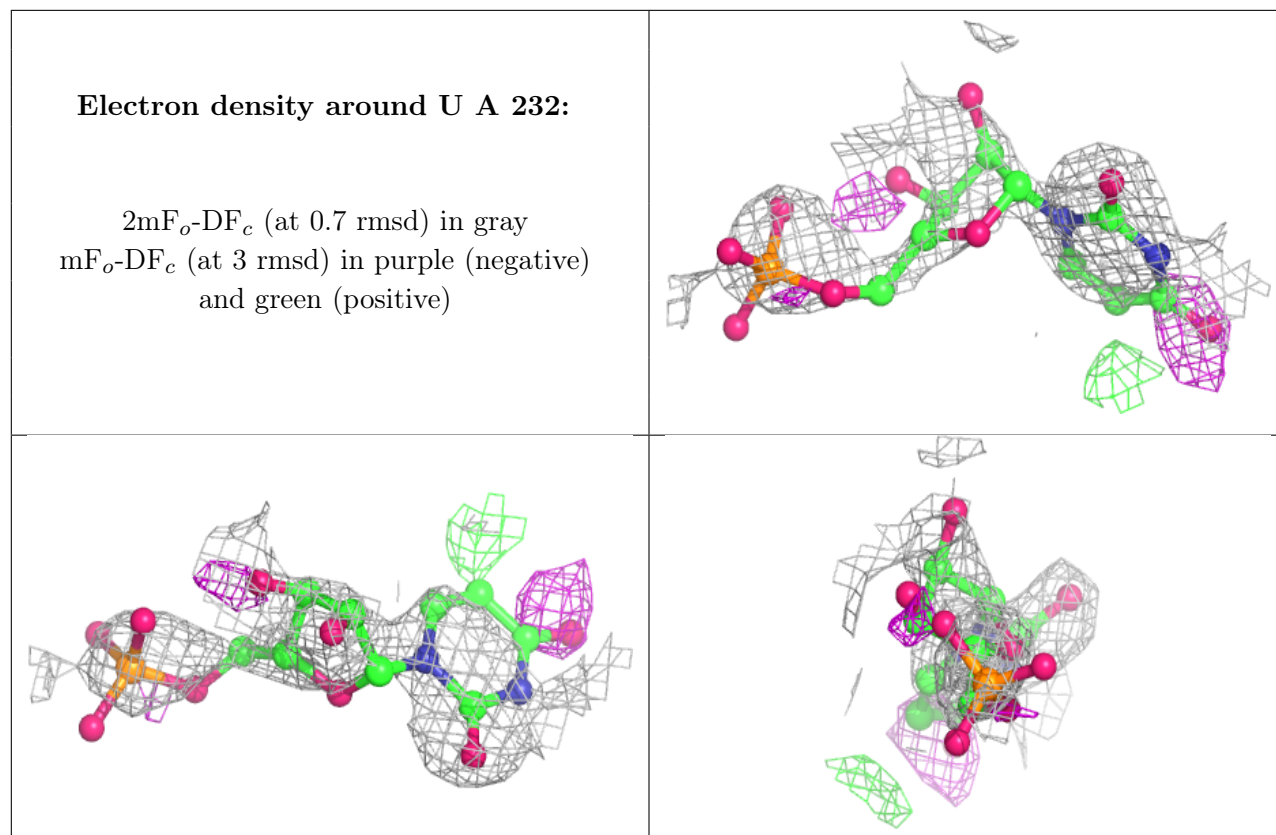 Electron density around U A 232:
2mFo-DFc (at 0.7 rmsd) in gray
mFo-DFc (at 3 rmsd) in purple (negative)
and green (positive)